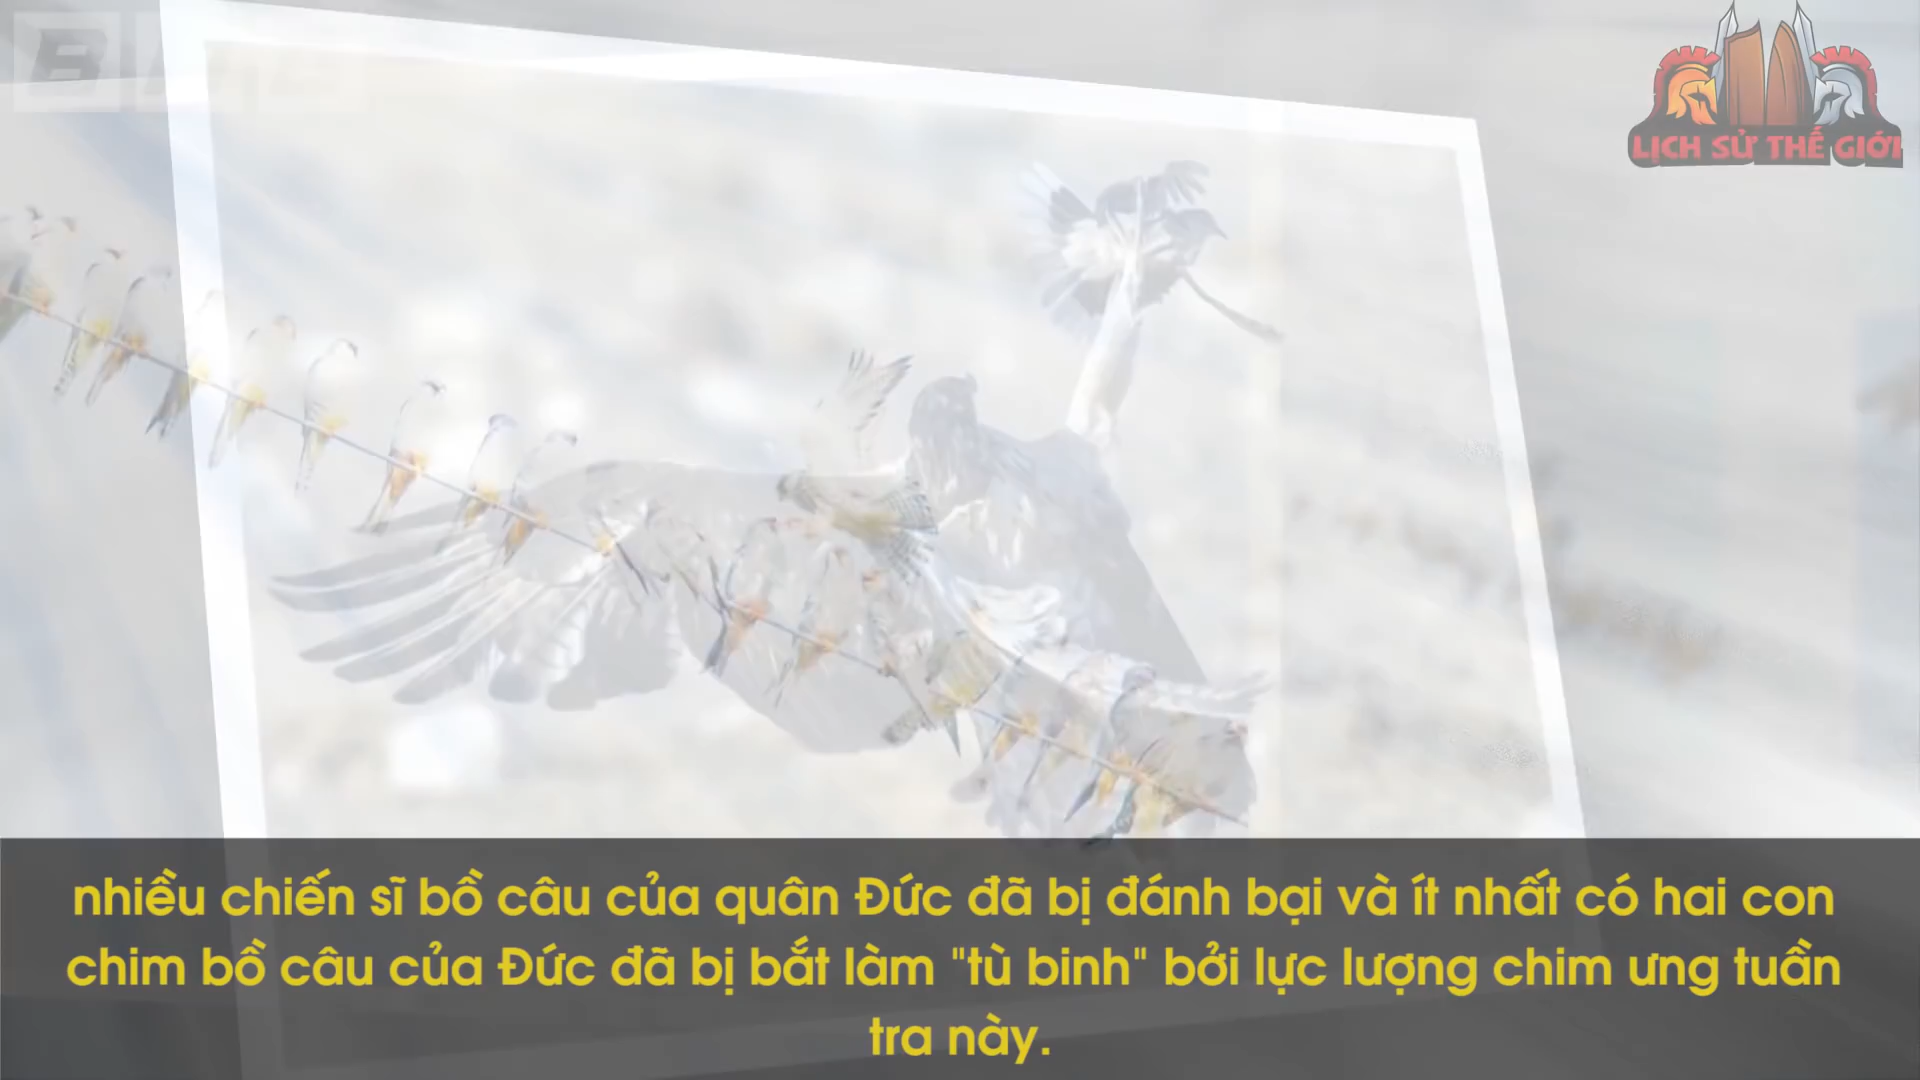 LỊCH SỬ THẾ GIỚI
nhiều chiến sĩ bồ câu của quân Đức đã bị đánh bại và ít nhất có hai con
chim bồ câu của Đức đã bị bắt làm "tù binh" bởi lực lượng chim ưng tuần
tra này.